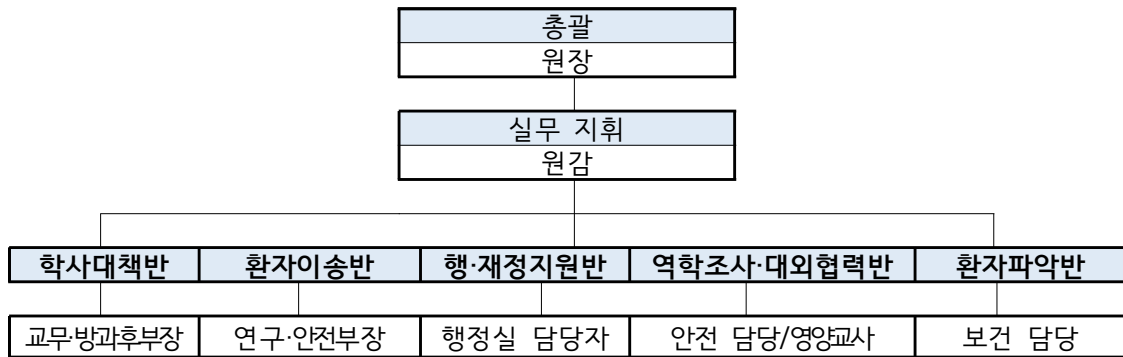 총괄
원장
실무 지휘
원감
학사대책반 환자이송반 행·재정지원반 역학조사·대외협력반 환자파악반
교무·방과후부장 연구·안전부장 행정실 담당자 안전 담당/영양교사 보건 담당